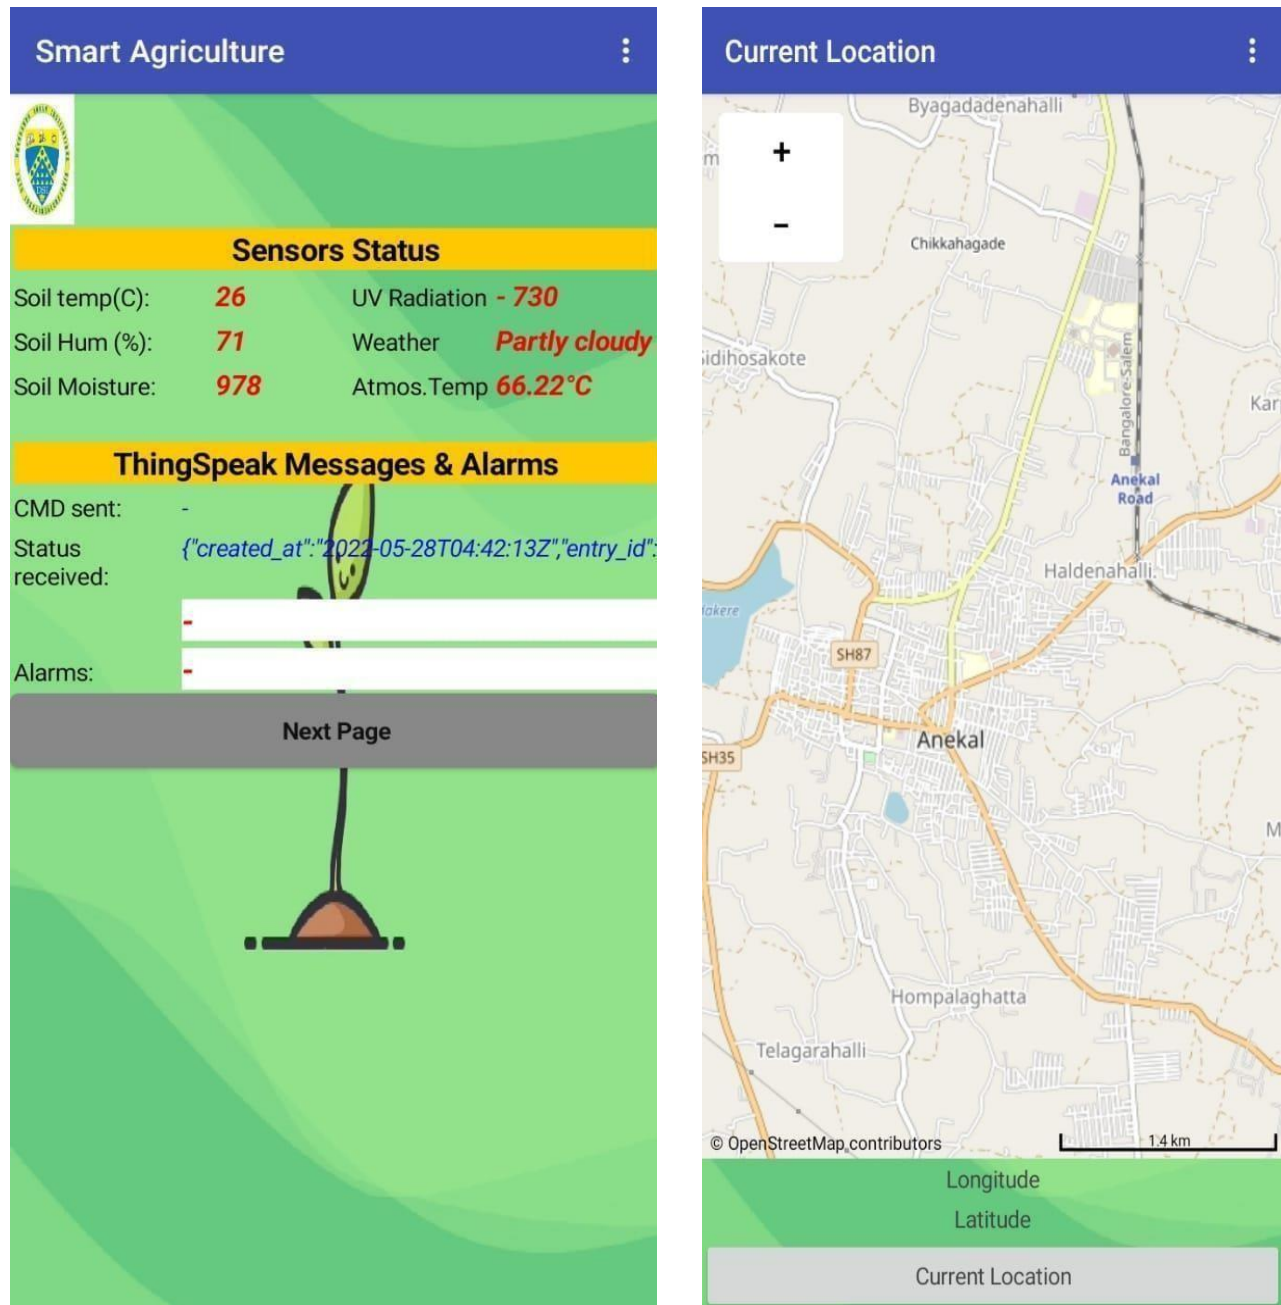 Smart Agriculture
Sensors Status
Soil temp(C): 26 UV Radiation - 730
Soil Hum (%): 71 Weather Partly cloudy
Soil Moisture: 978 Atmos.Temp 66.22°C
ThingSpeak Messages & Alarms
CMD sent: -
Status received: {"created_at":"2022-05-28T04:42:13Z","entry_id":
-
Alarms: -
Next Page
Current Location
Byagadadenahalli
+
-
Chikkahagade
Sidihosakote
Bangalore-Salem
Kar
Anekal
Road
Haldenahalli
SH87
Anekal
SH35
M
Hompalaghatta
Telagarahalli
© OpenStreetMap contributors
1.4 km
Longitude
Latitude
Current Location